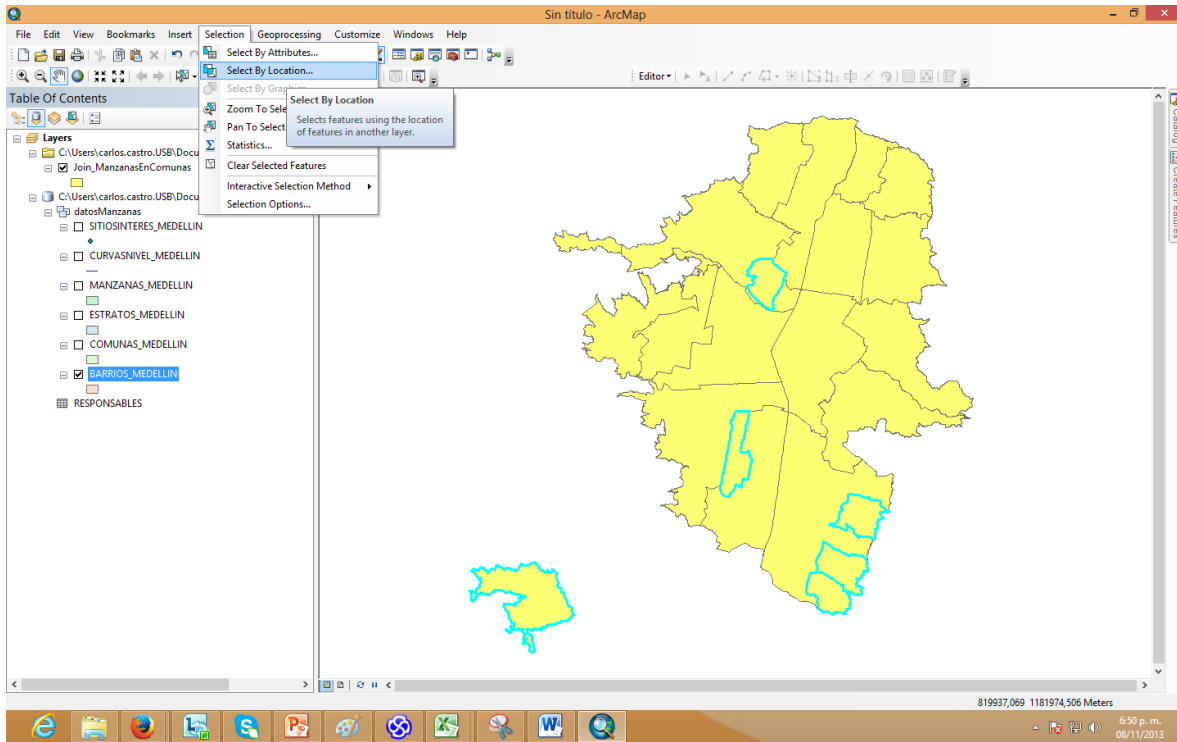 Sin título - ArcMap
File Edit View Bookmarks Insert Selection Geoprocessing Customize Windows Help
Select By Attributes...
Select By Location...
Editor
Table Of Contents
Select By Location
Selects features using the location
of features in another layer.
Zoom To Sele
Pan To Select
Statistics...
Clear Selected Features
Interactive Selection Method
Selection Options...
Layers
C:\Users\carlos.castro.USB\Docu
Join_ManzanasEnComunas
C:\Users\carlos.castro.USB\Docu
datosManzanas
SITIOSINTERES_MEDELLIN
CURVASNIVEL_MEDELLIN
MANZANAS_MEDELLIN
ESTRATOS_MEDELLIN
COMUNAS_MEDELLIN
BARRIOS_MEDELLIN
RESPONSABLES
Catalog
Create Features
819937,069 1181974,506 Meters
6:50 p. m.
08/11/2013